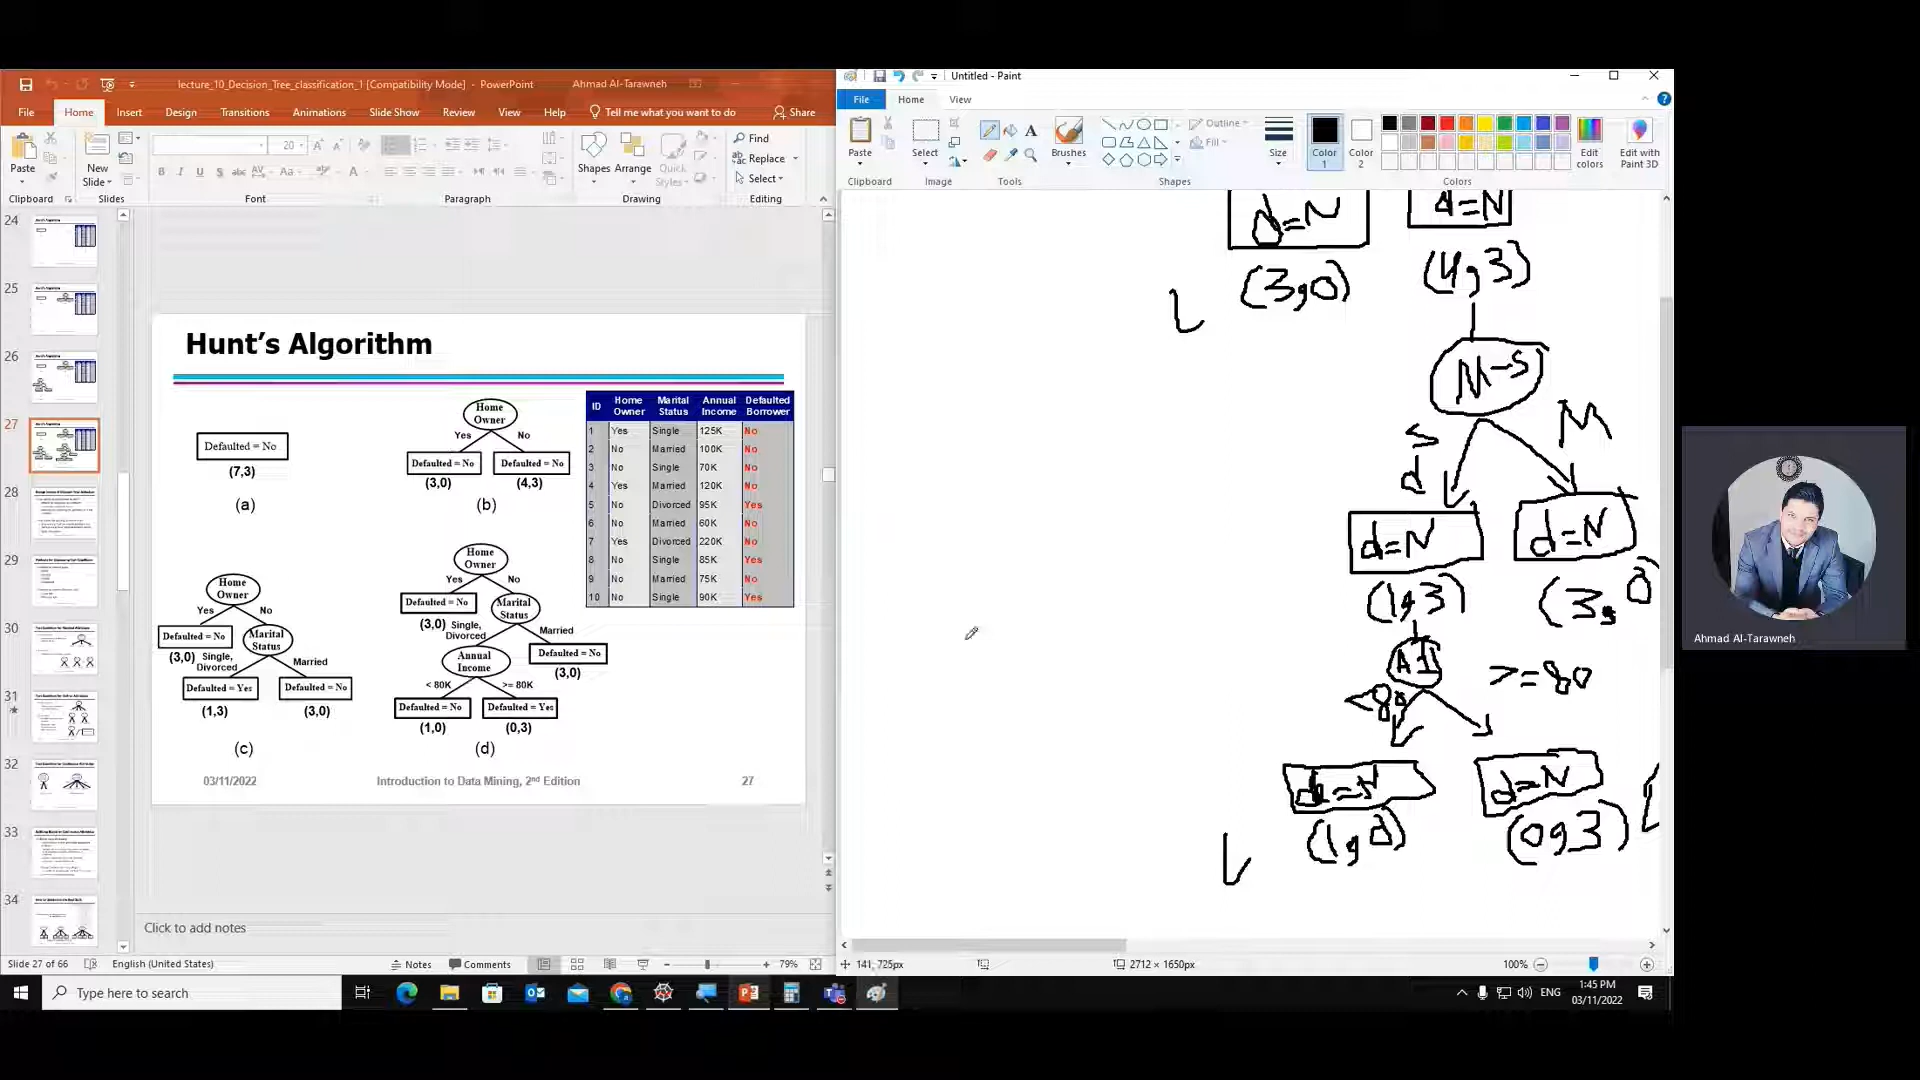 lecture_10_Decision_Tree_classification_1 [Compatibility Mode] - PowerPoint
Ahmad Al-Tarawneh
File Home Insert Design Transitions Animations Slide Show Review View Help Tell me what you want to do Share
Paste
New Slide
20
Shapes Arrange Quick Styles
Find
Replace
Select
Clipboard Slides Font Paragraph Drawing Editing
24
25
26
27
28
29
30
31
32
33
34
Hunt's Algorithm
Defaulted = No
(7,3)
(a)
Home Owner
Yes No
Defaulted = No Defaulted = No
(3,0) (4,3)
(b)
ID Home Owner Marital Status Annual Income Defaulted Borrower
1 Yes Single 125K No
2 No Married 100K No
3 No Single 70K No
4 Yes Married 120K No
5 No Divorced 95K Yes
6 No Married 60K No
7 Yes Divorced 220K No
8 No Single 85K Yes
9 No Married 75K No
10 No Single 90K Yes
Home Owner
Yes No
Defaulted = No
Marital Status
(3,0)
Single, Divorced
Married
Defaulted = Yes Defaulted = No
(1,3) (3,0)
(c)
Home Owner
Yes No
Defaulted = No
Marital Status
(3,0)
Single, Divorced
Married
Annual Income
Defaulted = No
(3,0)
< 80K >= 80K
Defaulted = No Defaulted = Yes
(1,0) (0,3)
(d)
03/11/2022 Introduction to Data Mining, 2nd Edition 27
Click to add notes
Slide 27 of 66 English (United States) Notes Comments 79%
Untitled - Paint
File Home View
Paste
Select
Brushes
Outline
Fill
Size
Color 1
Color 2
Edit colors
Edit with Paint 3D
Clipboard Image Tools Shapes Colors
d=N d=N
(3,0) (4,3)
M-S
S
d
M
d=N d=N
(1,3) (3,0
AI
<80 >=80
d=N d=N
(1,0) (0,3)
141, 725px 2712 × 1650px 100%
Type here to search
ENG
1:45 PM
03/11/2022
Ahmad Al-Tarawneh